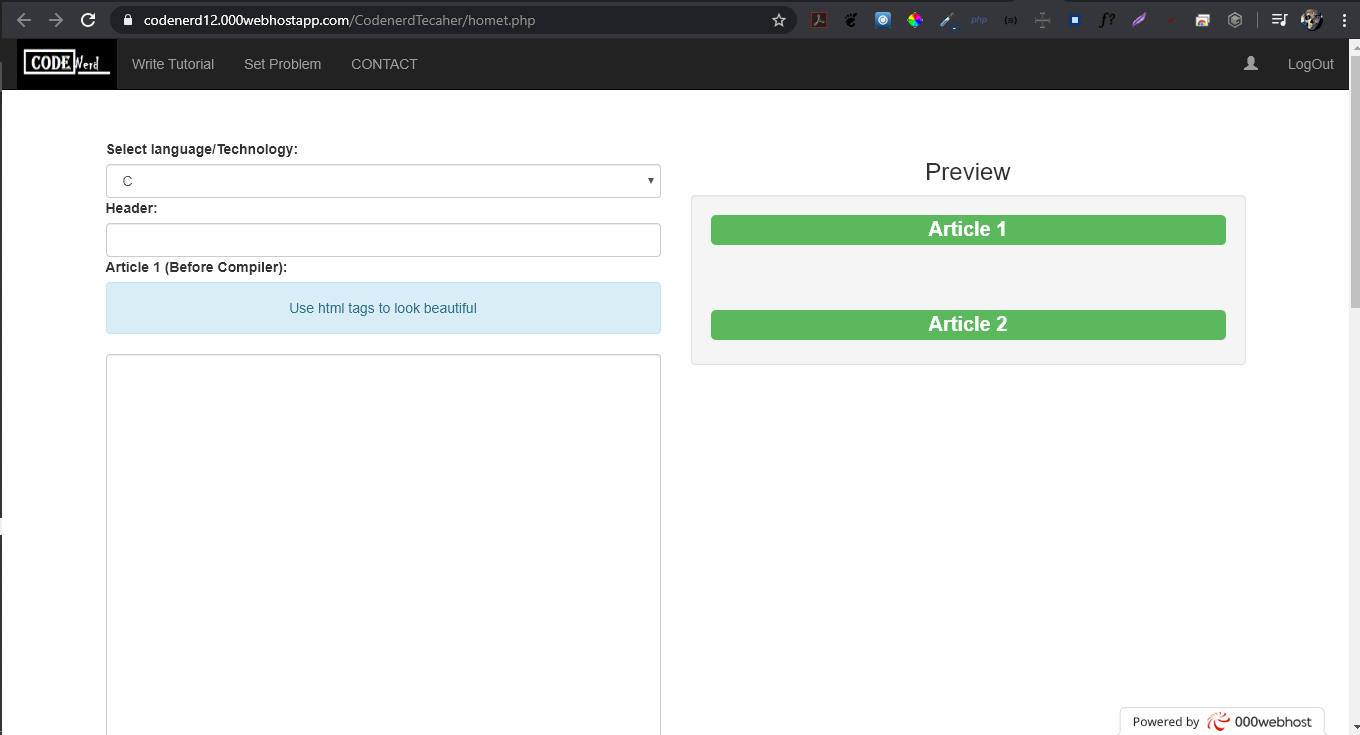 codenerd12.000webhostapp.com/CodenerdTecaher/homet.php
php
f?
CODE Nerd
Write Tutorial
Set Problem
CONTACT
LogOut
Select language/Technology:
C
Header:
Article 1 (Before Compiler):
Use html tags to look beautiful
Preview
Article 1
Article 2
Powered by 000webhost